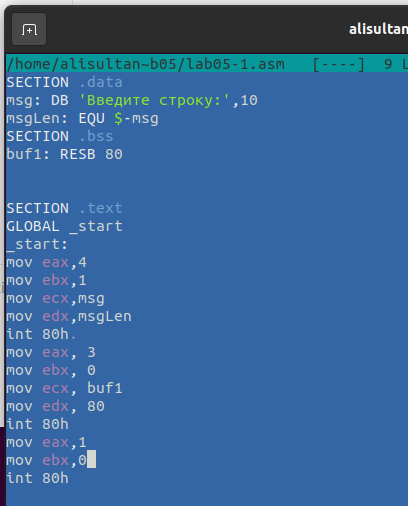 alisultan
/home/alisultan~b05/lab05-1.asm [----] 9 L
SECTION .data
msg: DB 'Введите строку:',10
msgLen: EQU $-msg
SECTION .bss
buf1: RESB 80
SECTION .text
GLOBAL _start
_start:
mov eax,4
mov ebx,1
mov ecx,msg
mov edx,msgLen
int 80h.
mov eax, 3
mov ebx, 0
mov ecx, buf1
mov edx, 80
int 80h
mov eax,1
mov ebx,0
int 80h